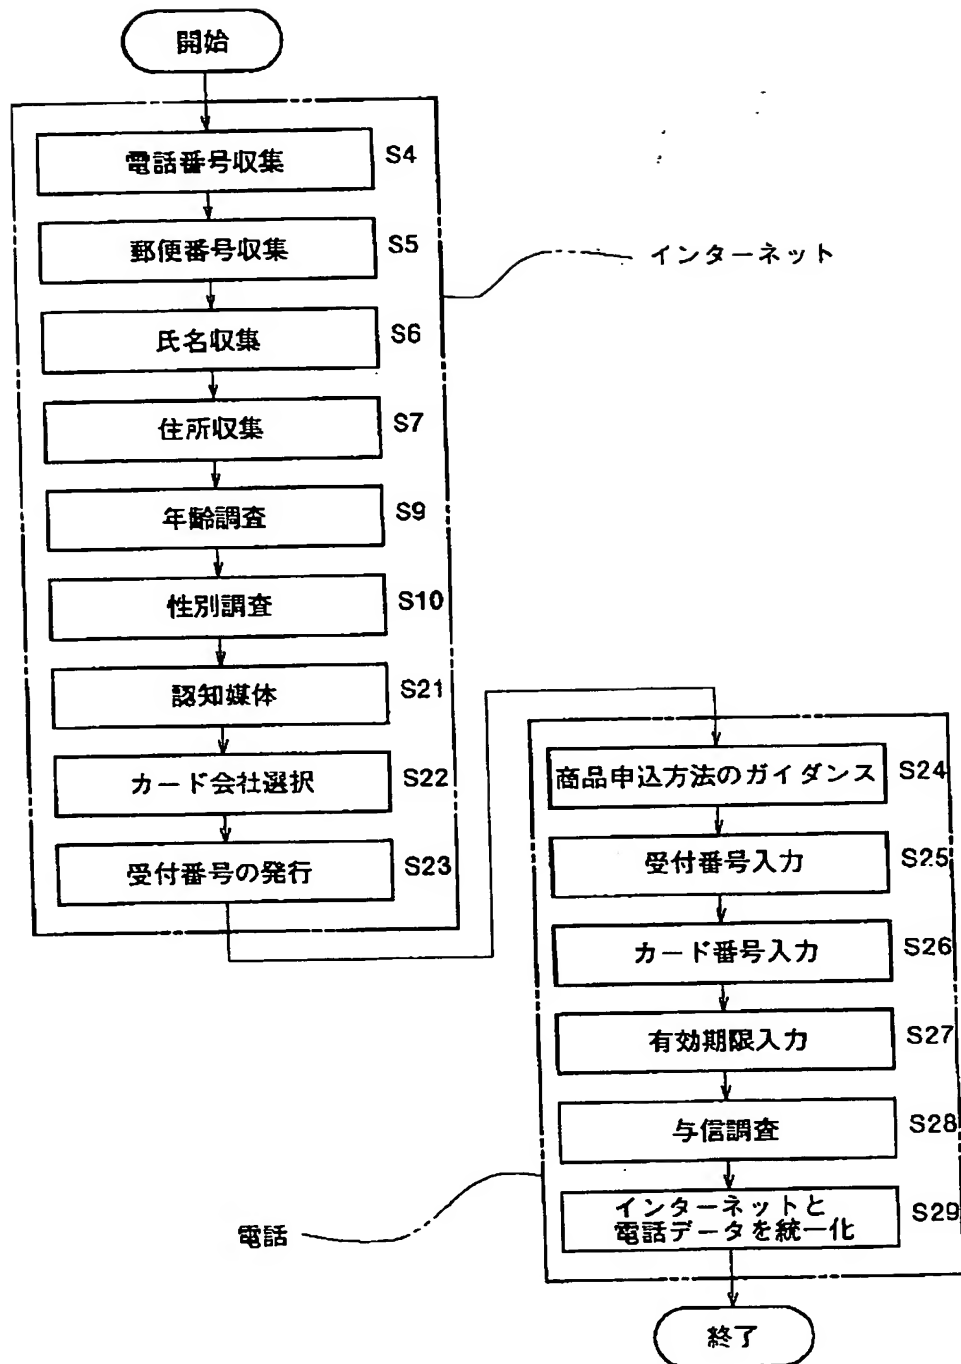 開始
電話番号収集 S4
郵便番号収集 S5
氏名収集 S6
住所収集 S7
年齢調査 S9
性別調査 S10
認知媒体 S21
カード会社選択 S22
受付番号の発行 S23
インターネット
商品申込方法のガイダンス S24
受付番号入力 S25
カード番号入力 S26
有効期限入力 S27
与信調査 S28
インターネットと
電話データを統一化 S29
電話
終了